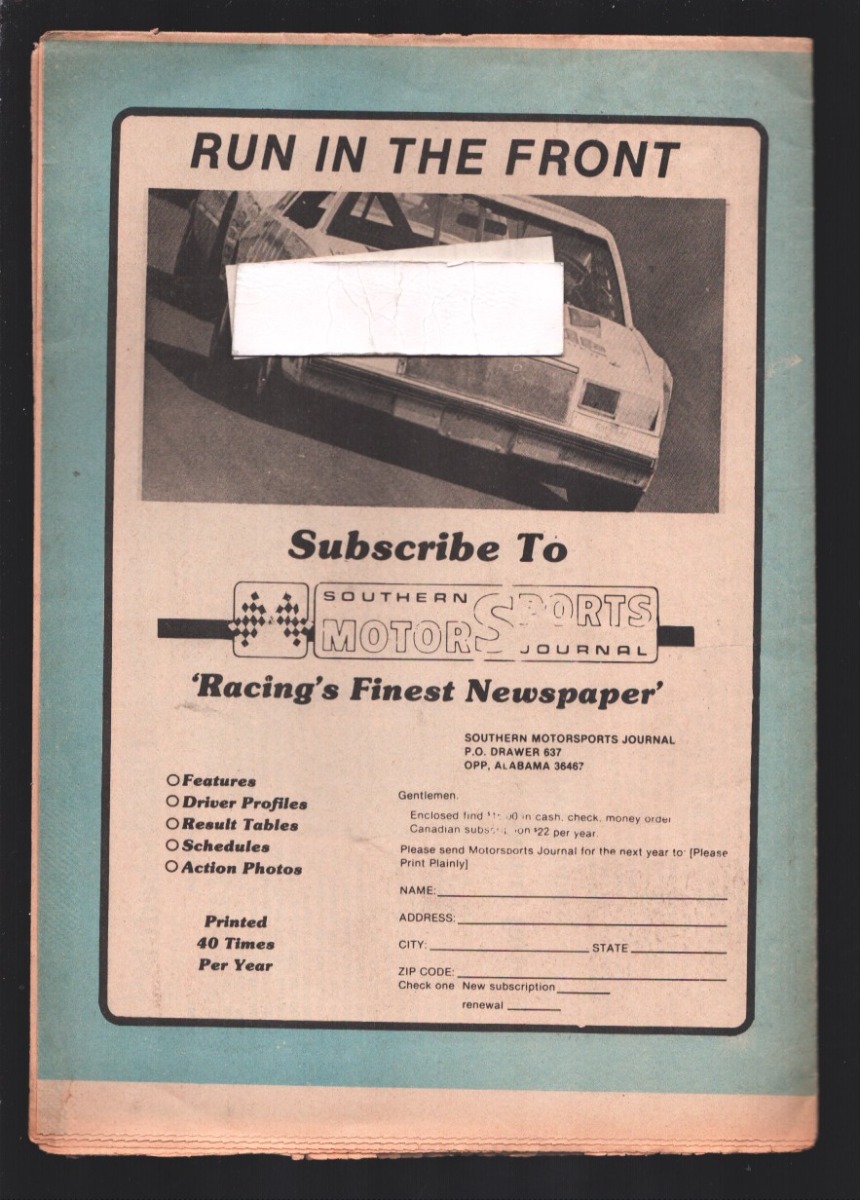 RUN IN THE FRONT
Subscribe To
SOUTHERN
MOTORSPORTS
JOURNAL
'Racing's Finest Newspaper'
SOUTHERN MOTORSPORTS JOURNAL
P.O. DRAWER 637
OPP, ALABAMA 36467
Features
Driver Profiles
Result Tables
Schedules
Action Photos
Printed
40 Times
Per Year
Gentlemen.
Enclosed find in cash, check, money order
Canadian $22 per year.
Please send Motorsports Journal for the next year to: [Please
Print Plainly]
NAME:
ADDRESS:
CITY: STATE
ZIP CODE:
Check one New subscription
renewal